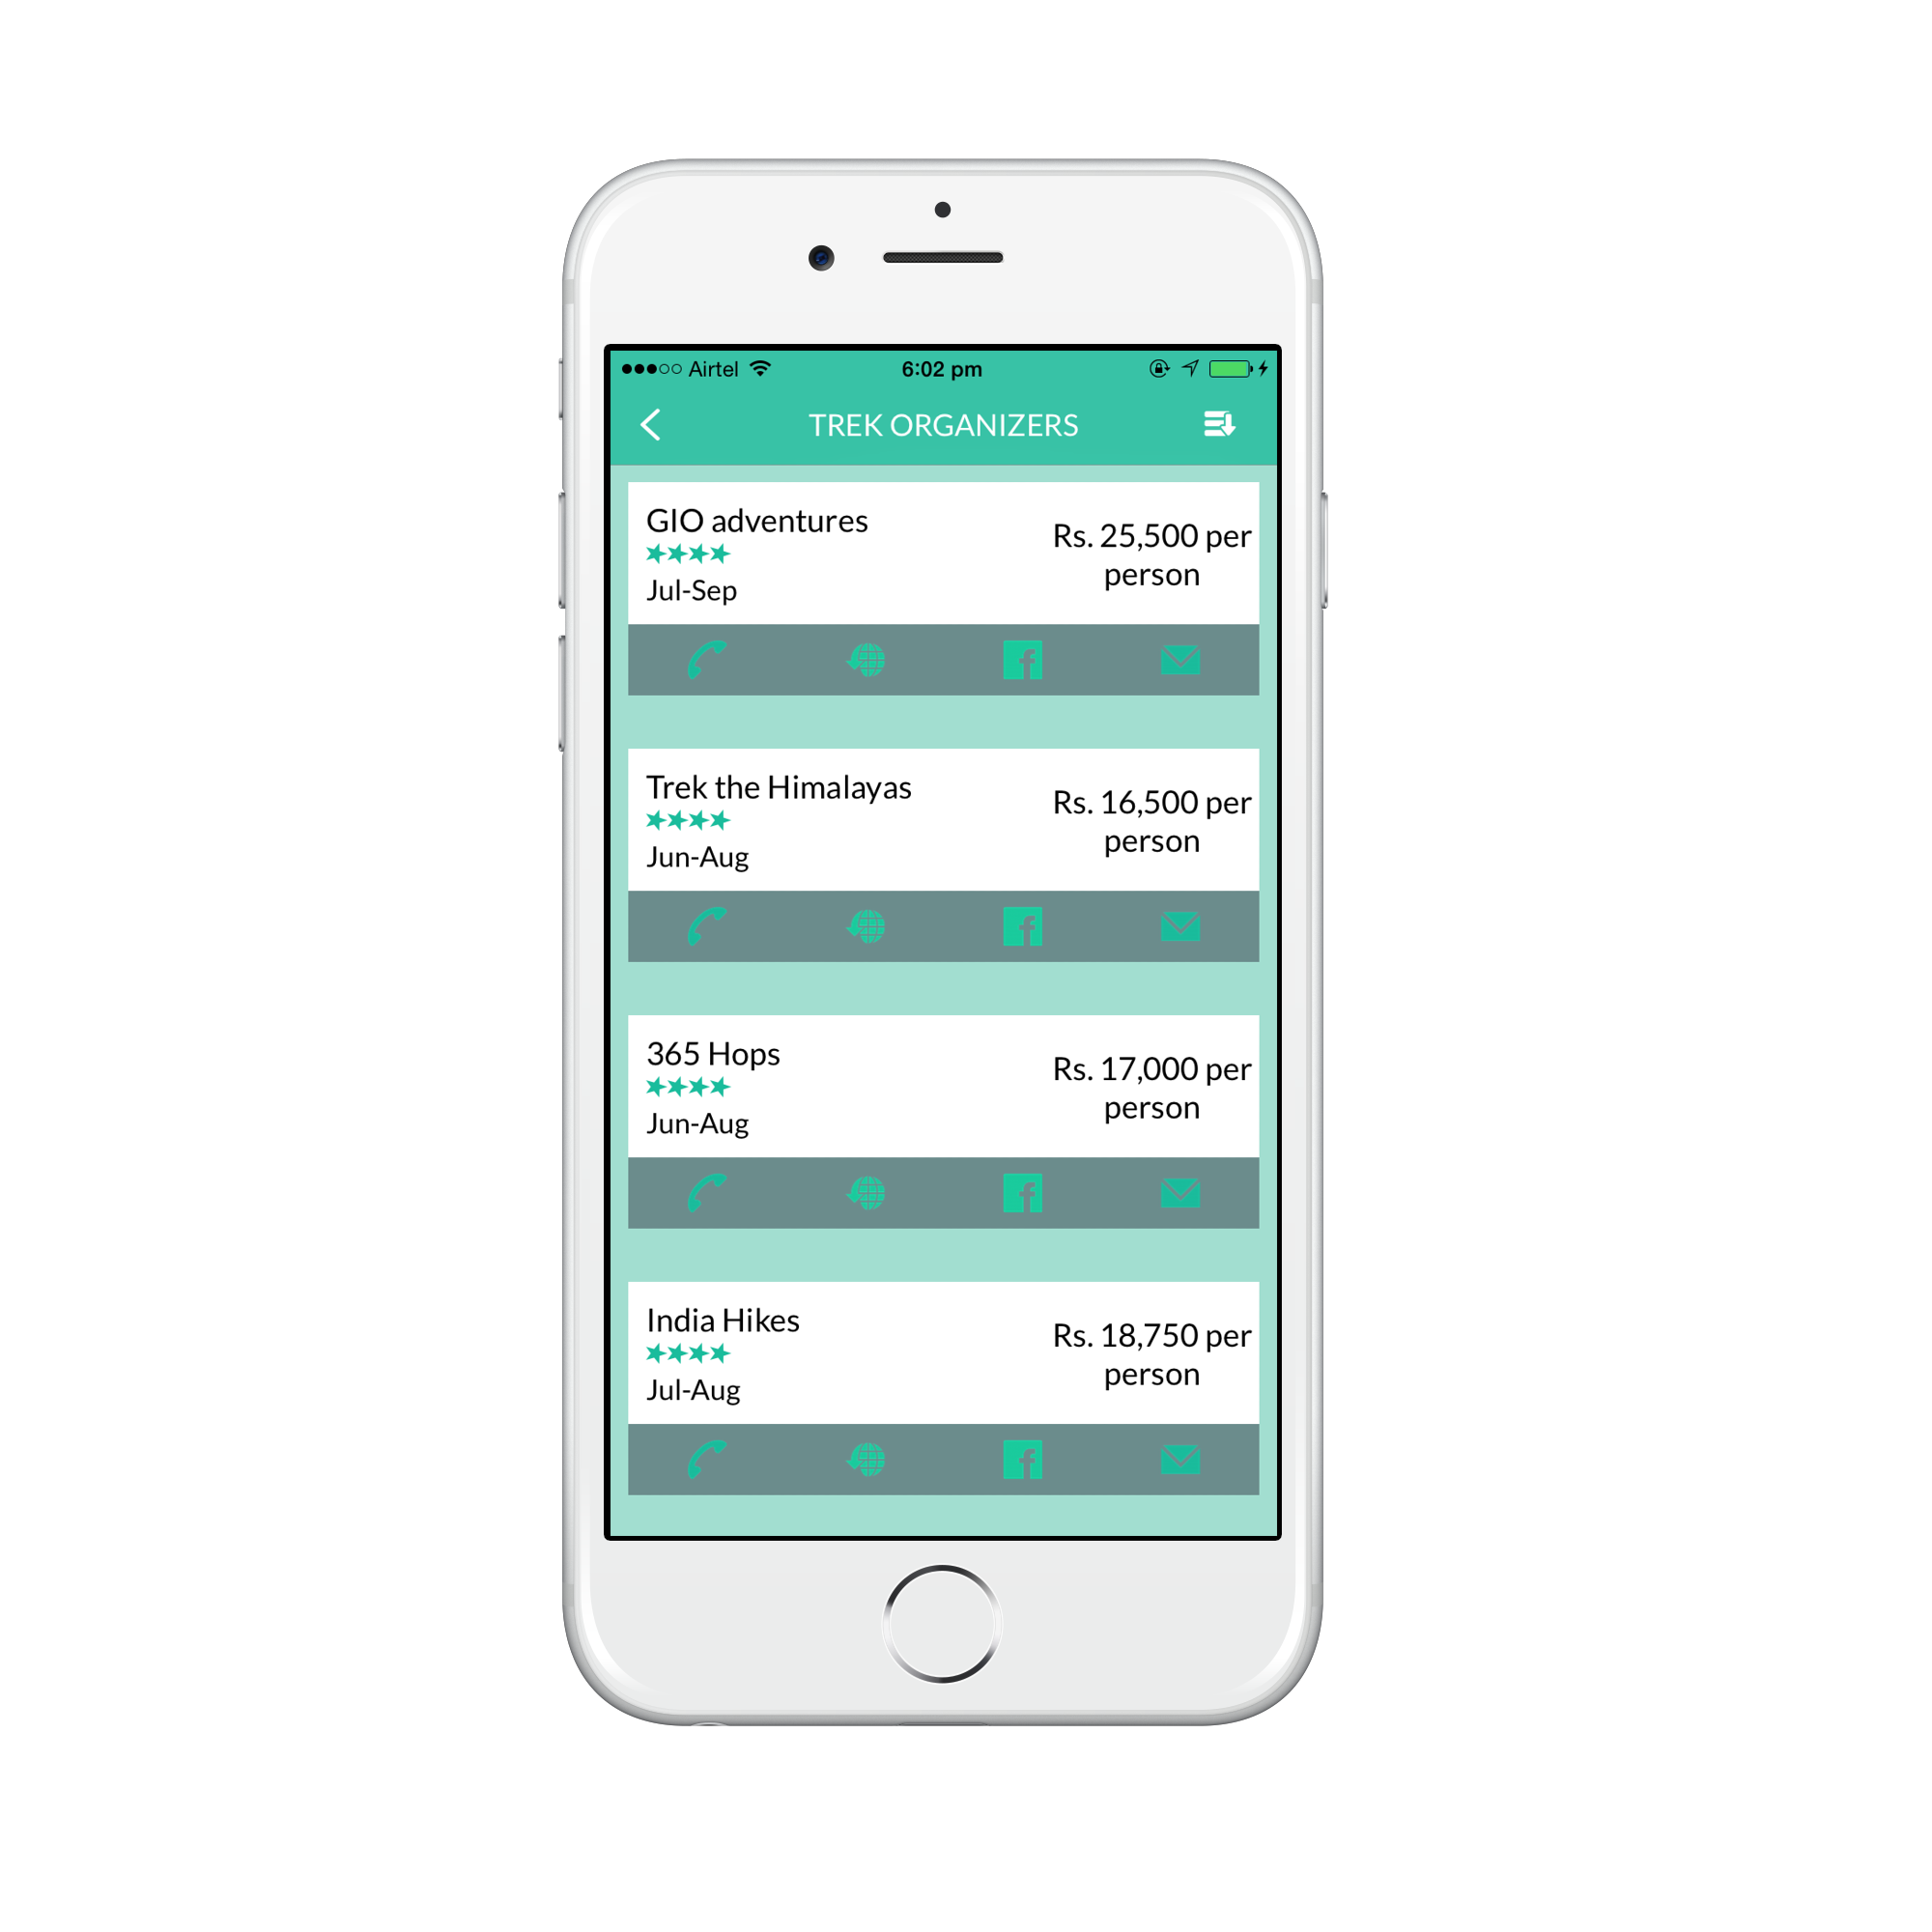 Airtel 6:02 pm
TREK ORGANIZERS
GIO adventures
Jul-Sep
Rs. 25,500 per
person
Trek the Himalayas
Jun-Aug
Rs. 16,500 per
person
365 Hops
Jun-Aug
Rs. 17,000 per
person
India Hikes
Jul-Aug
Rs. 18,750 per
person